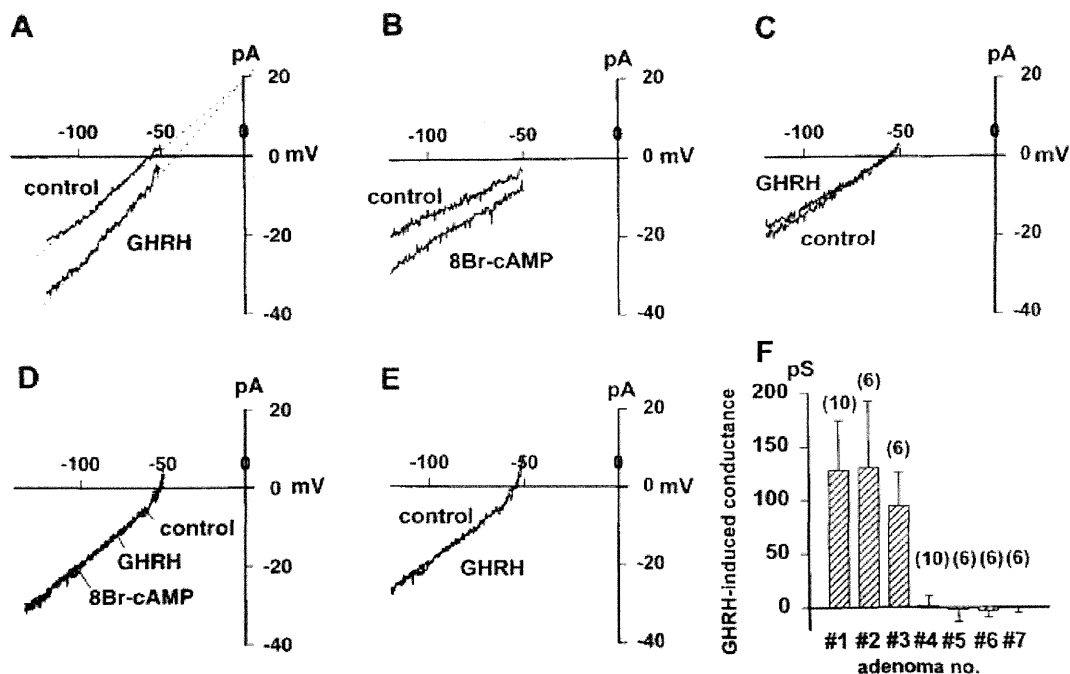 A
pA
20
-100
-50
0
0 mV
control
GHRH
-20
-40
B
pA
20
-100
-50
0
0 mV
control
8Br-cAMP
-20
-40
C
pA
20
-100
-50
0
0 mV
GHRH
control
-20
-40
D
pA
20
-100
-50
0
0 mV
control
GHRH
8Br-cAMP
-20
-40
E
pA
20
-100
-50
0
0 mV
control
GHRH
-20
-40
F
pS
GHRH-induced conductance
200
150
100
50
0
(10)
(6)
(6)
(10) (6) (6) (6)
#1 #2 #3 #4 #5 #6 #7
adenoma no.